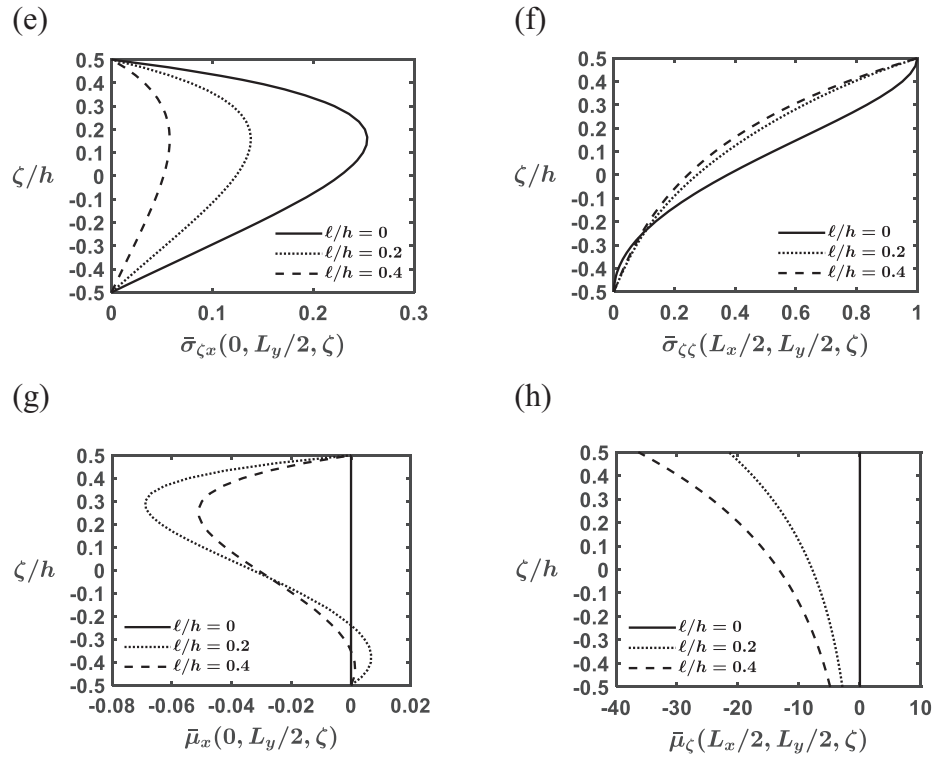 (e)
0.5
0.4
0.3
0.2
0.1
0
-0.1
-0.2
-0.3
-0.4
-0.5
ζ/h
ℓ/h = 0
ℓ/h = 0.2
ℓ/h = 0.4
0 0.1 0.2 0.3
σ̄ζx(0, Ly/2, ζ)
(f)
0.5
0.4
0.3
0.2
0.1
0
-0.1
-0.2
-0.3
-0.4
-0.5
ζ/h
ℓ/h = 0
ℓ/h = 0.2
ℓ/h = 0.4
0 0.2 0.4 0.6 0.8 1
σ̄ζζ(Lx/2, Ly/2, ζ)
(g)
0.5
0.4
0.3
0.2
0.1
0
-0.1
-0.2
-0.3
-0.4
-0.5
ζ/h
ℓ/h = 0
ℓ/h = 0.2
ℓ/h = 0.4
-0.08 -0.06 -0.04 -0.02 0 0.02
μ̄x(0, Ly/2, ζ)
(h)
0.5
0.4
0.3
0.2
0.1
0
-0.1
-0.2
-0.3
-0.4
-0.5
ζ/h
ℓ/h = 0
ℓ/h = 0.2
ℓ/h = 0.4
-40 -30 -20 -10 0 10
μ̄ζ(Lx/2, Ly/2, ζ)